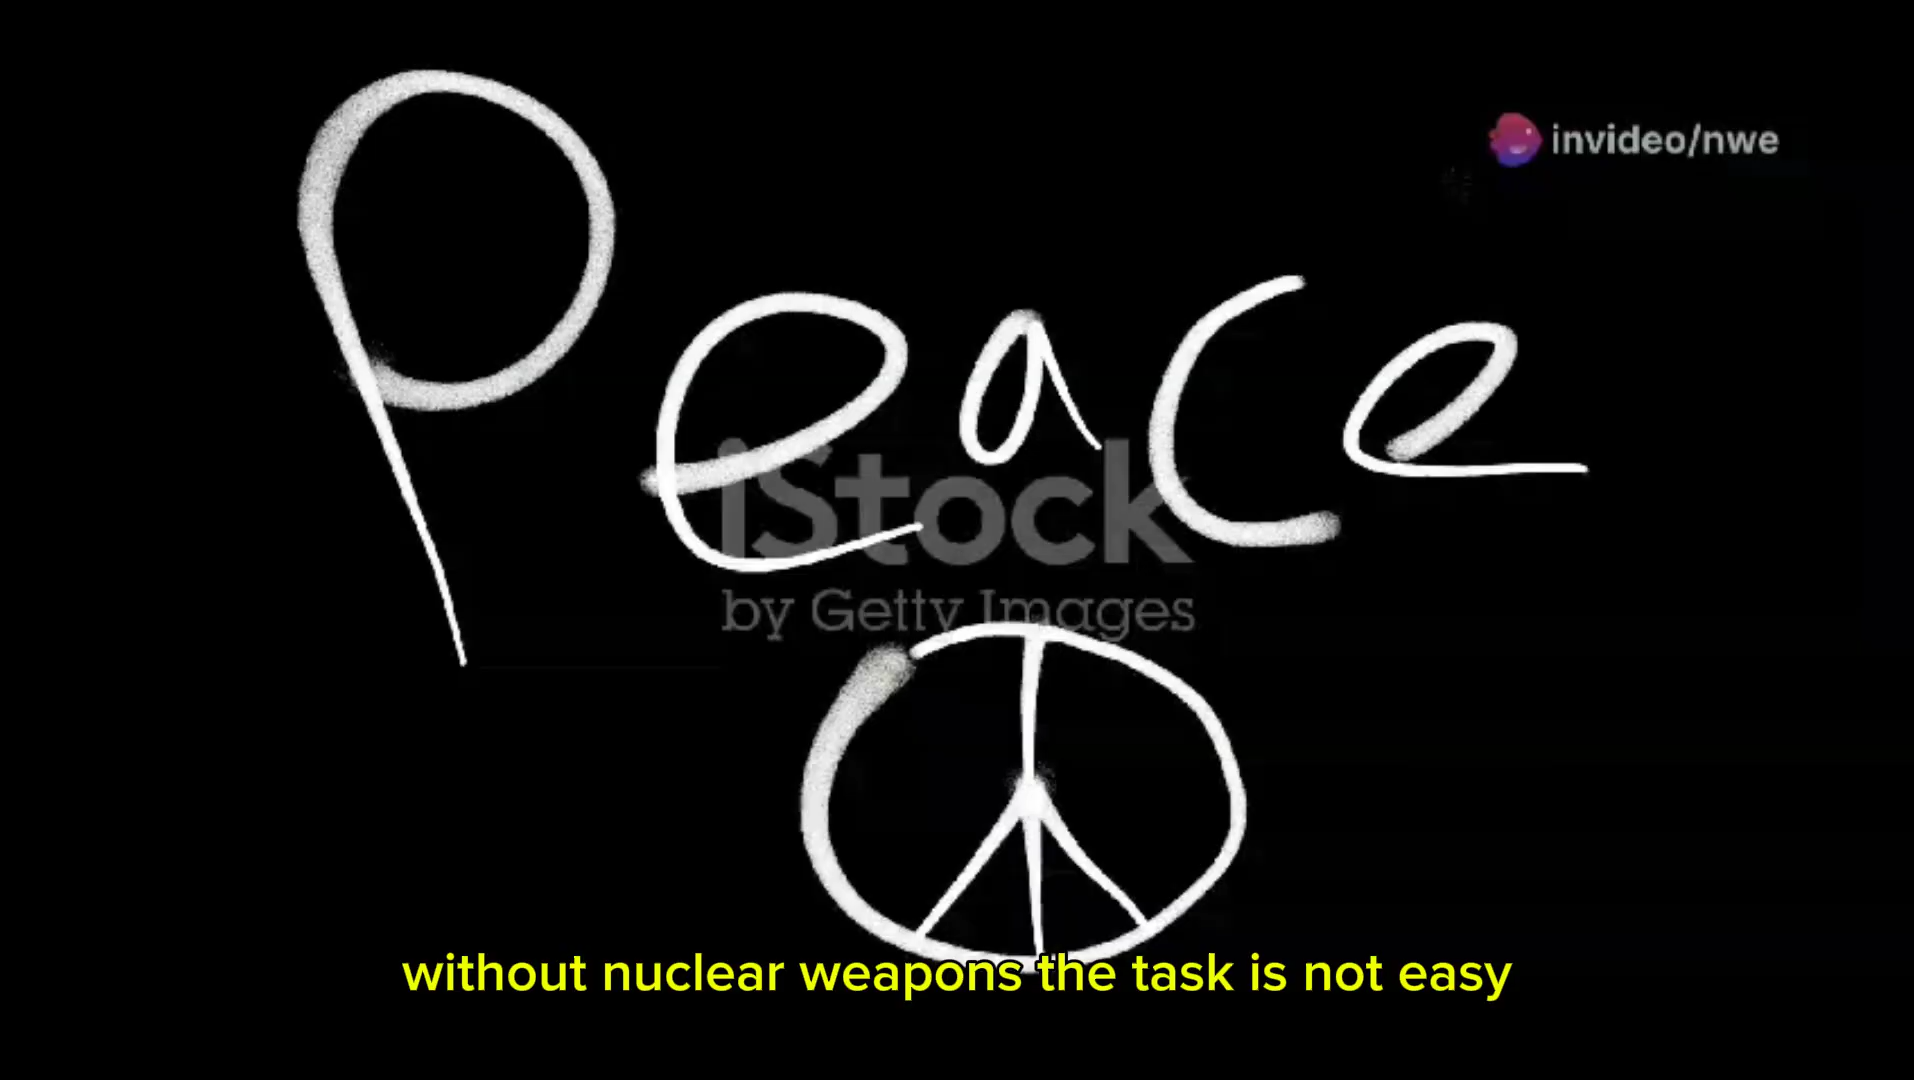 invideo/nwe
Peace
iStock
by Getty Images
without nuclear weapons the task is not easy